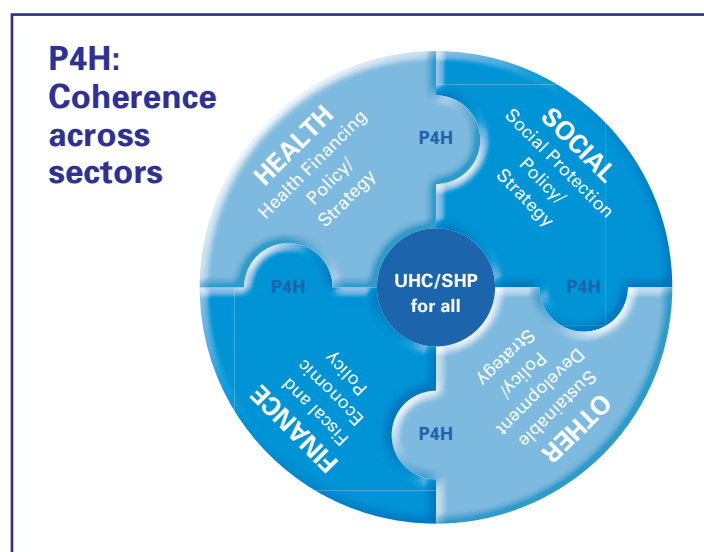 P4H:
Coherence
across
sectors
HEALTH
Health Financing
Policy/
Strategy
P4H
SOCIAL
Social Protection
Policy/
Strategy
P4H
UHC/SHP
for all
P4H
FINANCE
Fiscal and
Economic
Policy
P4H
OTHER
Sustainable
Development
Policy/
Strategy